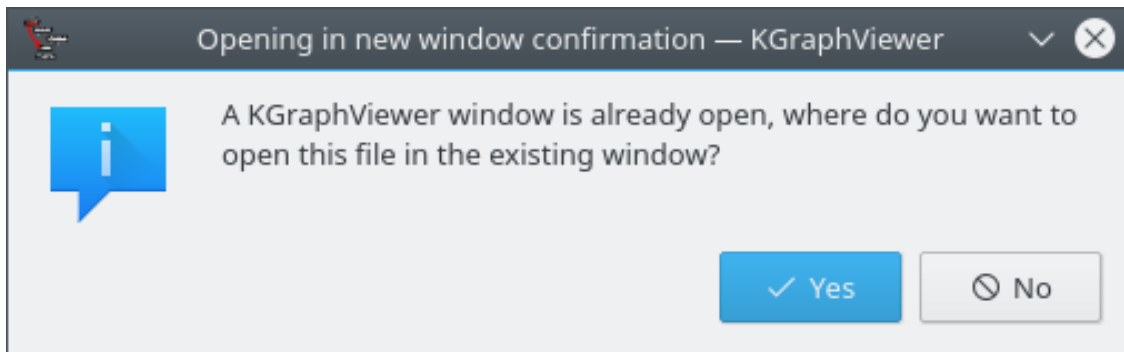 Opening in new window confirmation — KGraphViewer
A KGraphViewer window is already open, where do you want to
open this file in the existing window?
Yes
No